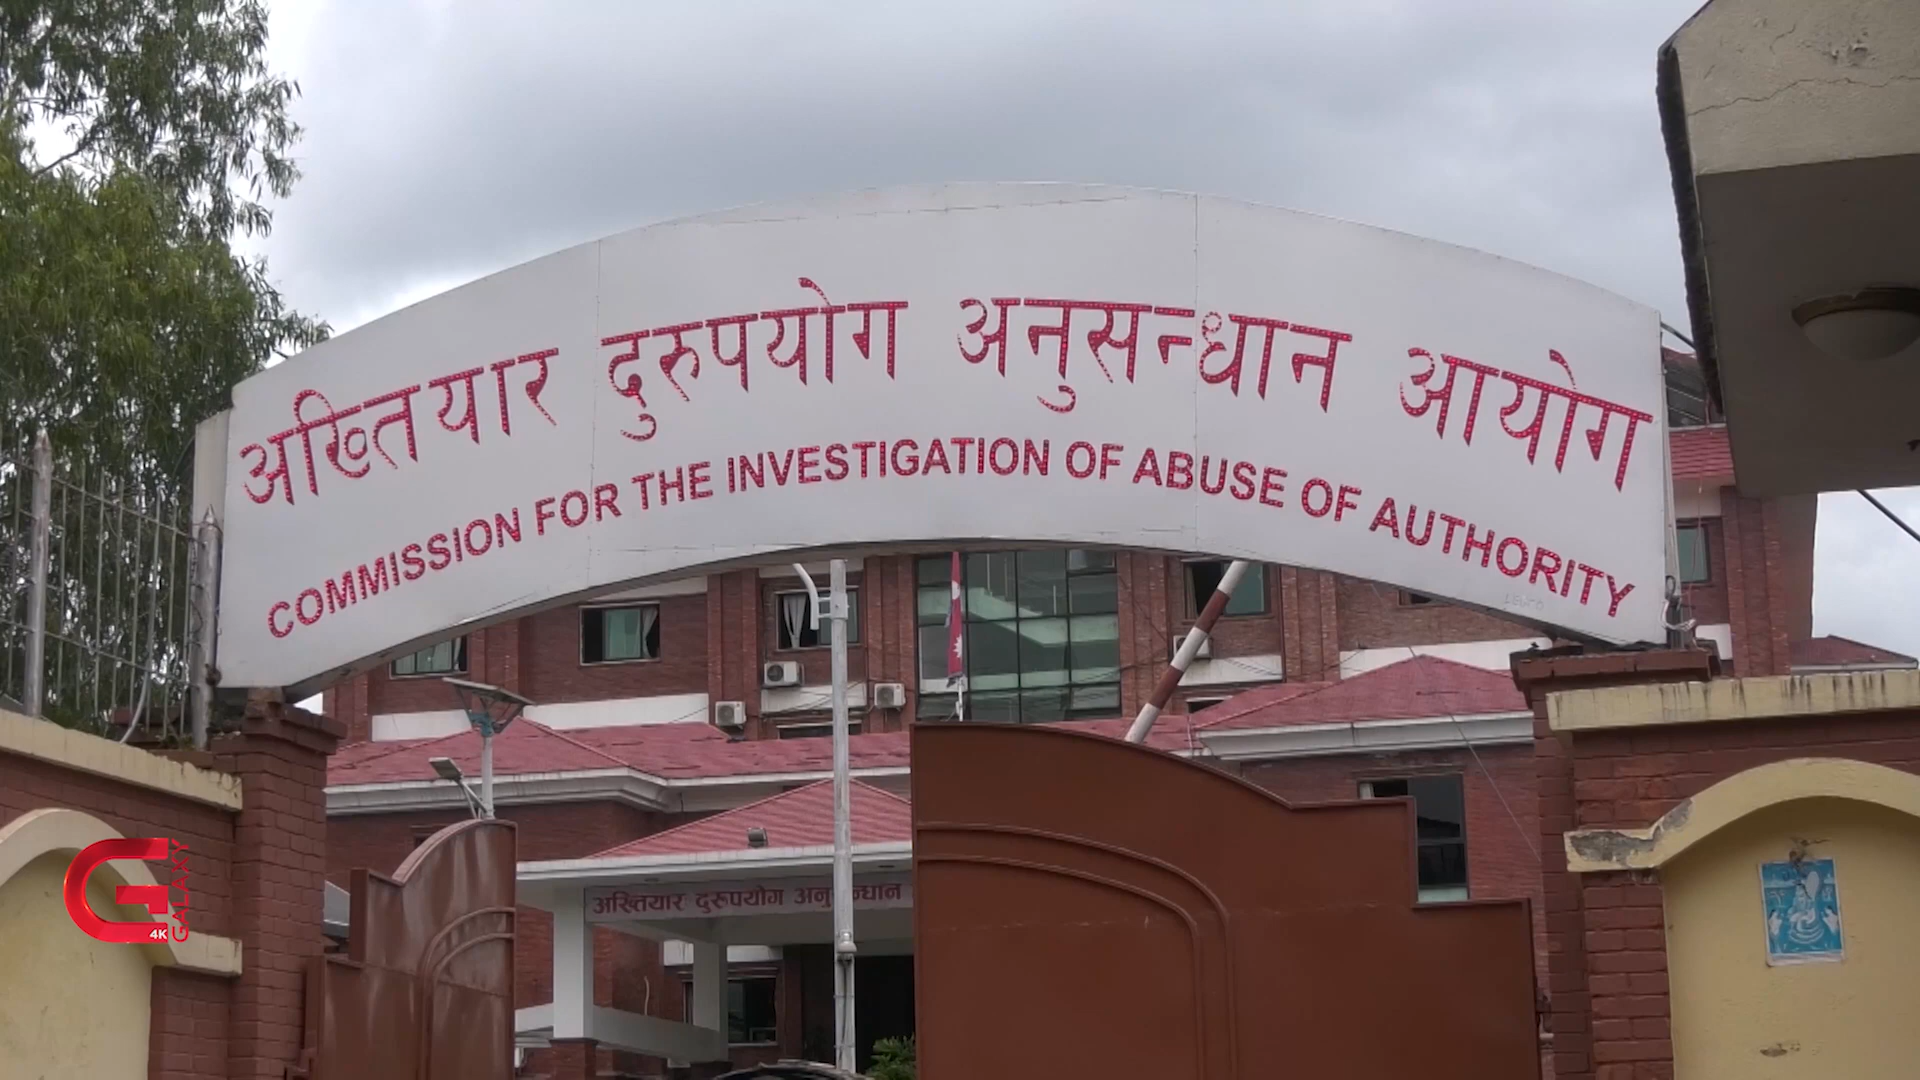 अख्तियार दुरुपयोग अनुसन्धान आयोग
COMMISSION FOR THE INVESTIGATION OF ABUSE OF AUTHORITY
अख्तियार दुरुपयोग अनुसन्धान
GALAXY
4K